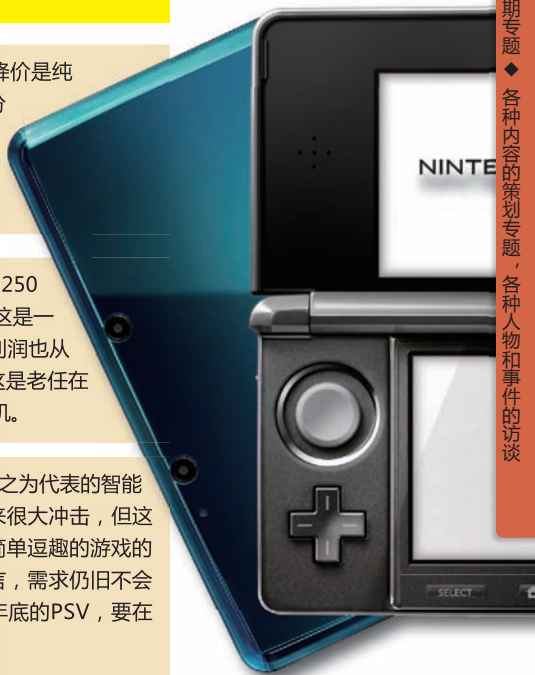 降价是纯
250
这是一
利润也从
这是老任在
机。
之为代表的智能
来很大冲击，但这
简单逗趣的游戏的
言，需求仍旧不会
年底的PSV，要在
NINTE
SELECT
期专题 ◆ 各种内容的策划专题，各种人物和事件的访谈